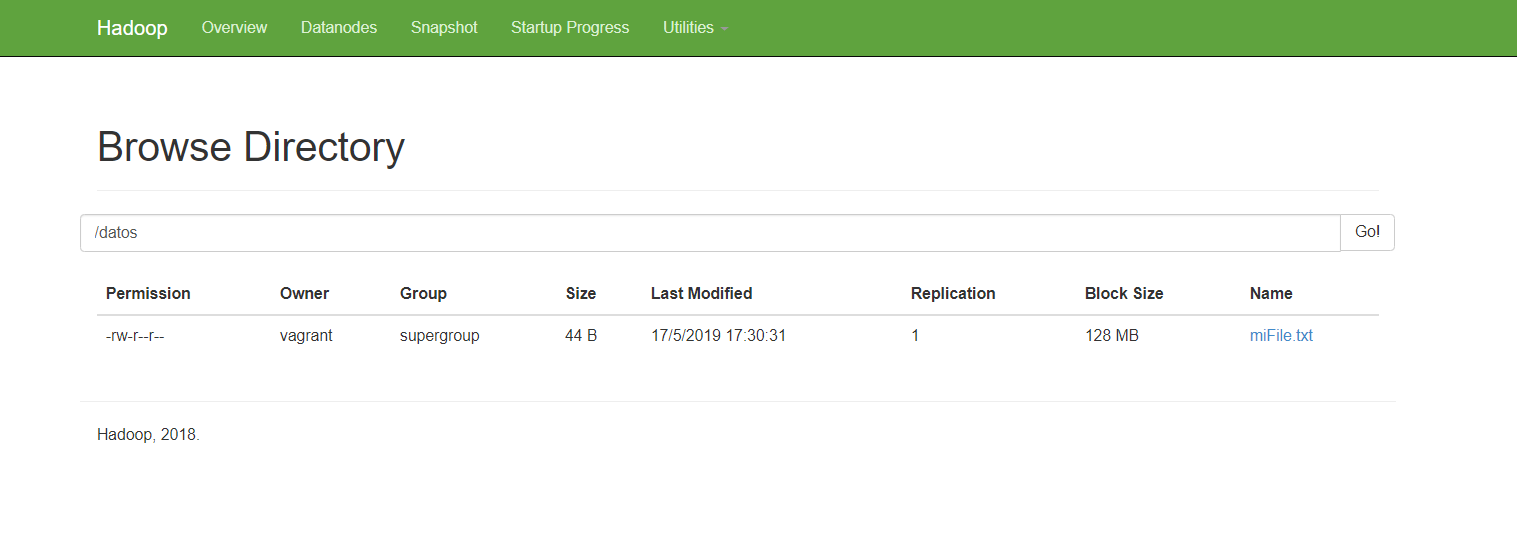 Hadoop Overview Datanodes Snapshot Startup Progress Utilities
Browse Directory
/datos Go!
Permission Owner Group Size Last Modified Replication Block Size Name
-rw-r--r-- vagrant supergroup 44 B 17/5/2019 17:30:31 1 128 MB miFile.txt
Hadoop, 2018.